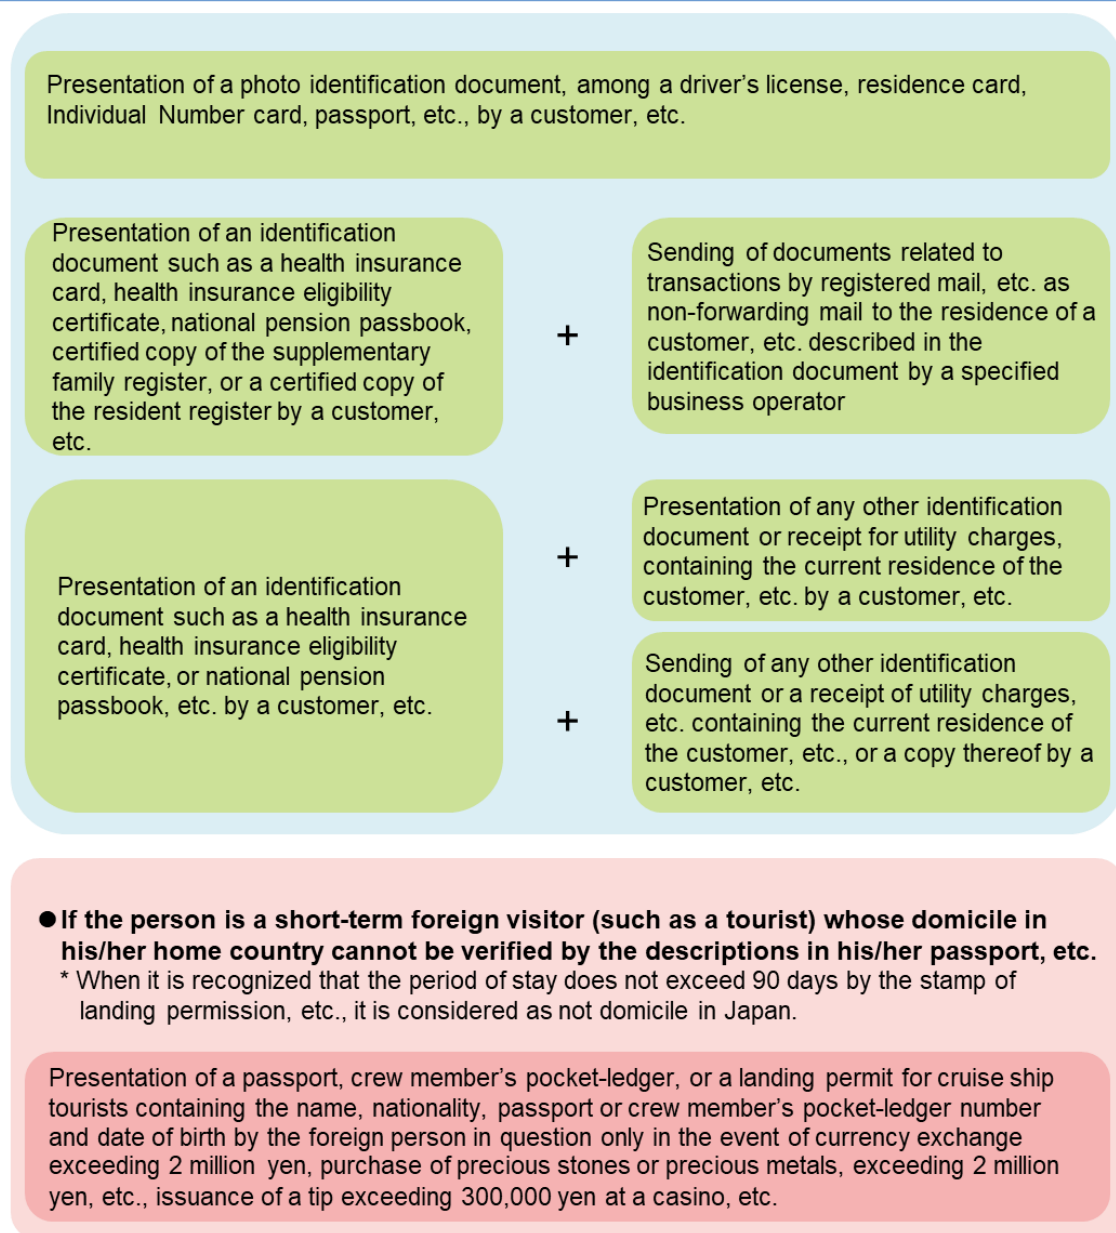 Presentation of a photo identification document, among a driver’s license, residence card,
Individual Number card, passport, etc., by a customer, etc.
Presentation of an identification
document such as a health insurance
card, health insurance eligibility
certificate, national pension passbook,
certified copy of the supplementary
family register, or a certified copy of
the resident register by a customer,
etc.
+
Sending of documents related to
transactions by registered mail, etc. as
non-forwarding mail to the residence of a
customer, etc. described in the
identification document by a specified
business operator
Presentation of an identification
document such as a health insurance
card, health insurance eligibility
certificate, or national pension
passbook, etc. by a customer, etc.
+
Presentation of any other identification
document or receipt for utility charges,
containing the current residence of the
customer, etc. by a customer, etc.
+
Sending of any other identification
document or a receipt of utility charges,
etc. containing the current residence of
the customer, etc., or a copy thereof by a
customer, etc.
●If the person is a short-term foreign visitor (such as a tourist) whose domicile in
his/her home country cannot be verified by the descriptions in his/her passport, etc.
* When it is recognized that the period of stay does not exceed 90 days by the stamp of
landing permission, etc., it is considered as not domicile in Japan.
Presentation of a passport, crew member’s pocket-ledger, or a landing permit for cruise ship
tourists containing the name, nationality, passport or crew member’s pocket-ledger number
and date of birth by the foreign person in question only in the event of currency exchange
exceeding 2 million yen, purchase of precious stones or precious metals, exceeding 2 million
yen, etc., issuance of a tip exceeding 300,000 yen at a casino, etc.